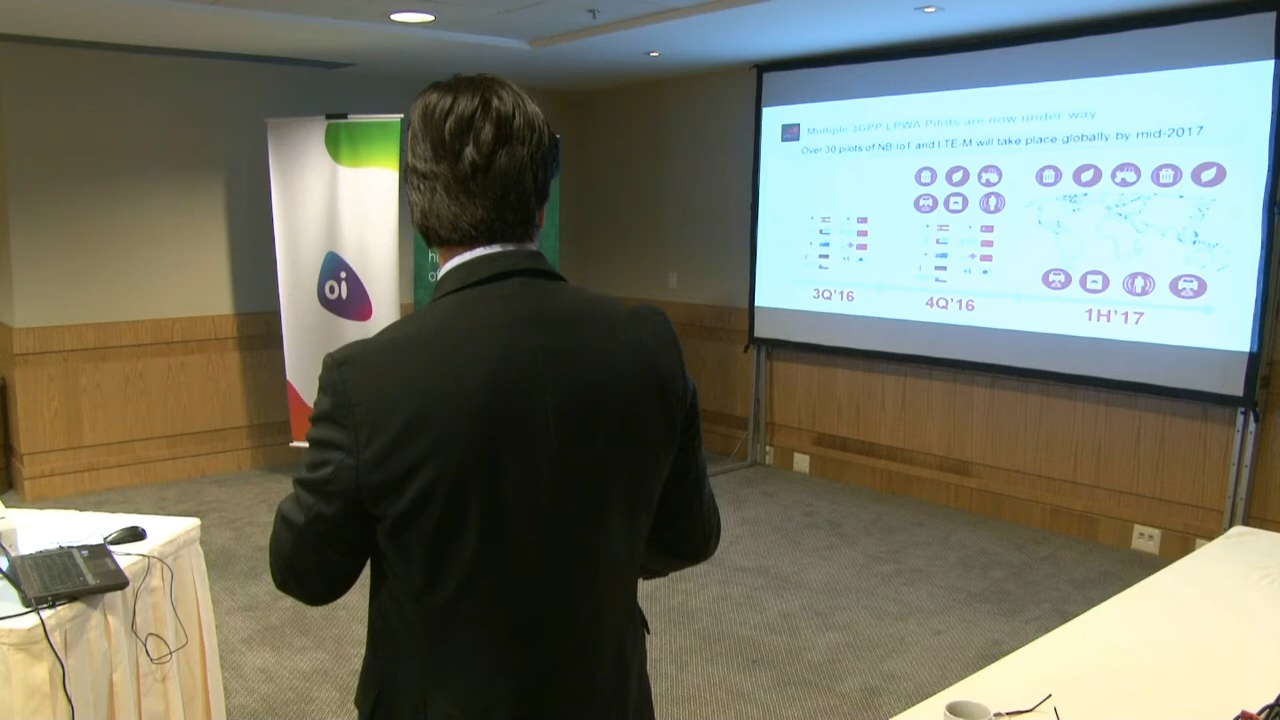 Multiple 3GPP LPWA Pilots are now under way
Over 30 pilots of NB-IoT and LTE-M will take place globally by mid-2017
3Q'16
4Q'16
1H'17
oi